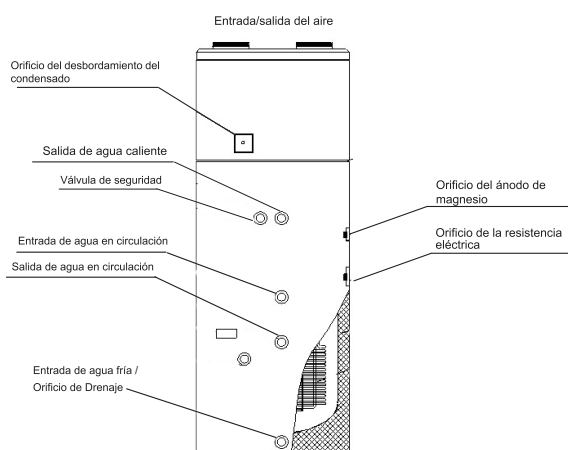 Entrada/salida del aire
Orificio del desbordamiento del
condensado
Salida de agua caliente
Válvula de seguridad
Orificio del ánodo de
magnesio
Entrada de agua en circulación
Orificio de la resistencia
eléctrica
Salida de agua en circulación
Entrada de agua fría /
Orificio de Drenaje